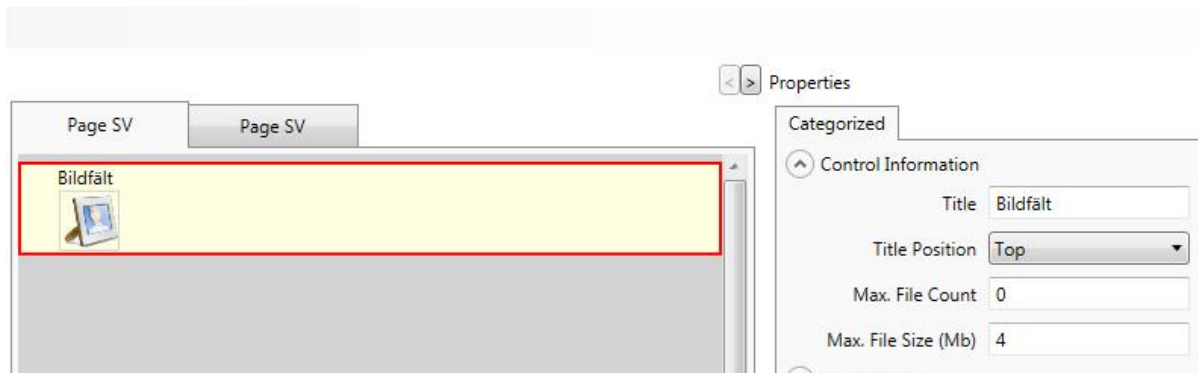 < > Properties
Page SV
Page SV
Categorized
Bildfält
Control Information
Title Bildfält
Title Position Top
Max. File Count 0
Max. File Size (Mb) 4